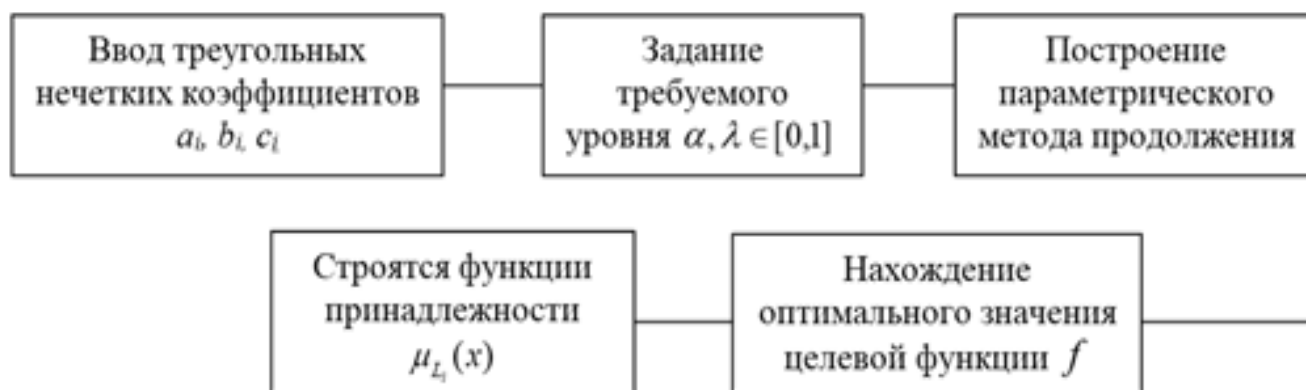 Ввод треугольных
нечетких коэффициентов
a_i, b_i, c_i
Задание
требуемого
уровня α, λ ∈ [0,1]
Построение
параметрического
метода продолжения
Строятся функции
принадлежности
μ_{L_i}(x)
Нахождение
оптимального значения
целевой функции f